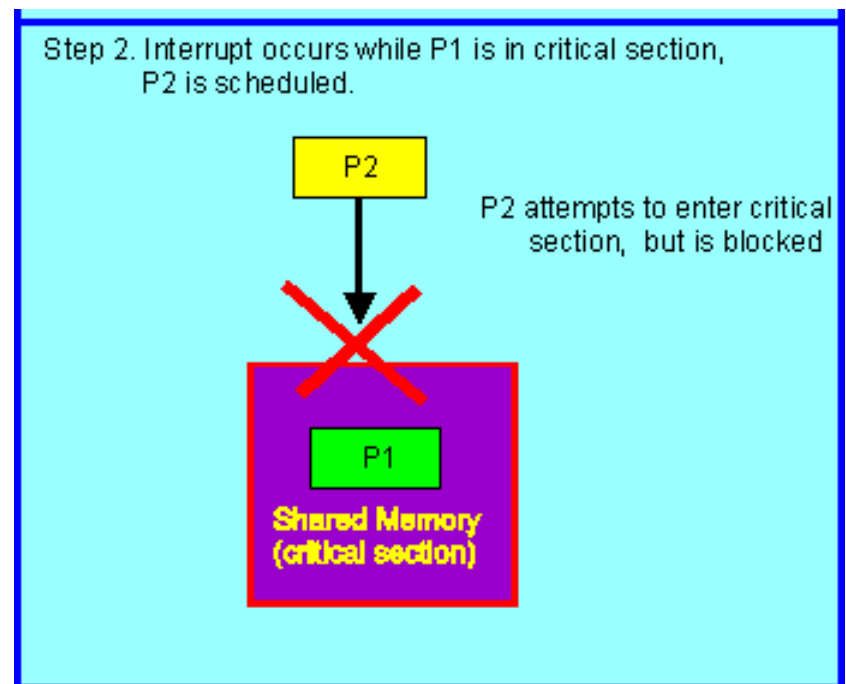 Step 2. Interrupt occurs while P1 is in critical section,
P2 is scheduled.
P2
P2 attempts to enter critical
section, but is blocked
P1
Shared Memory
(critical section)